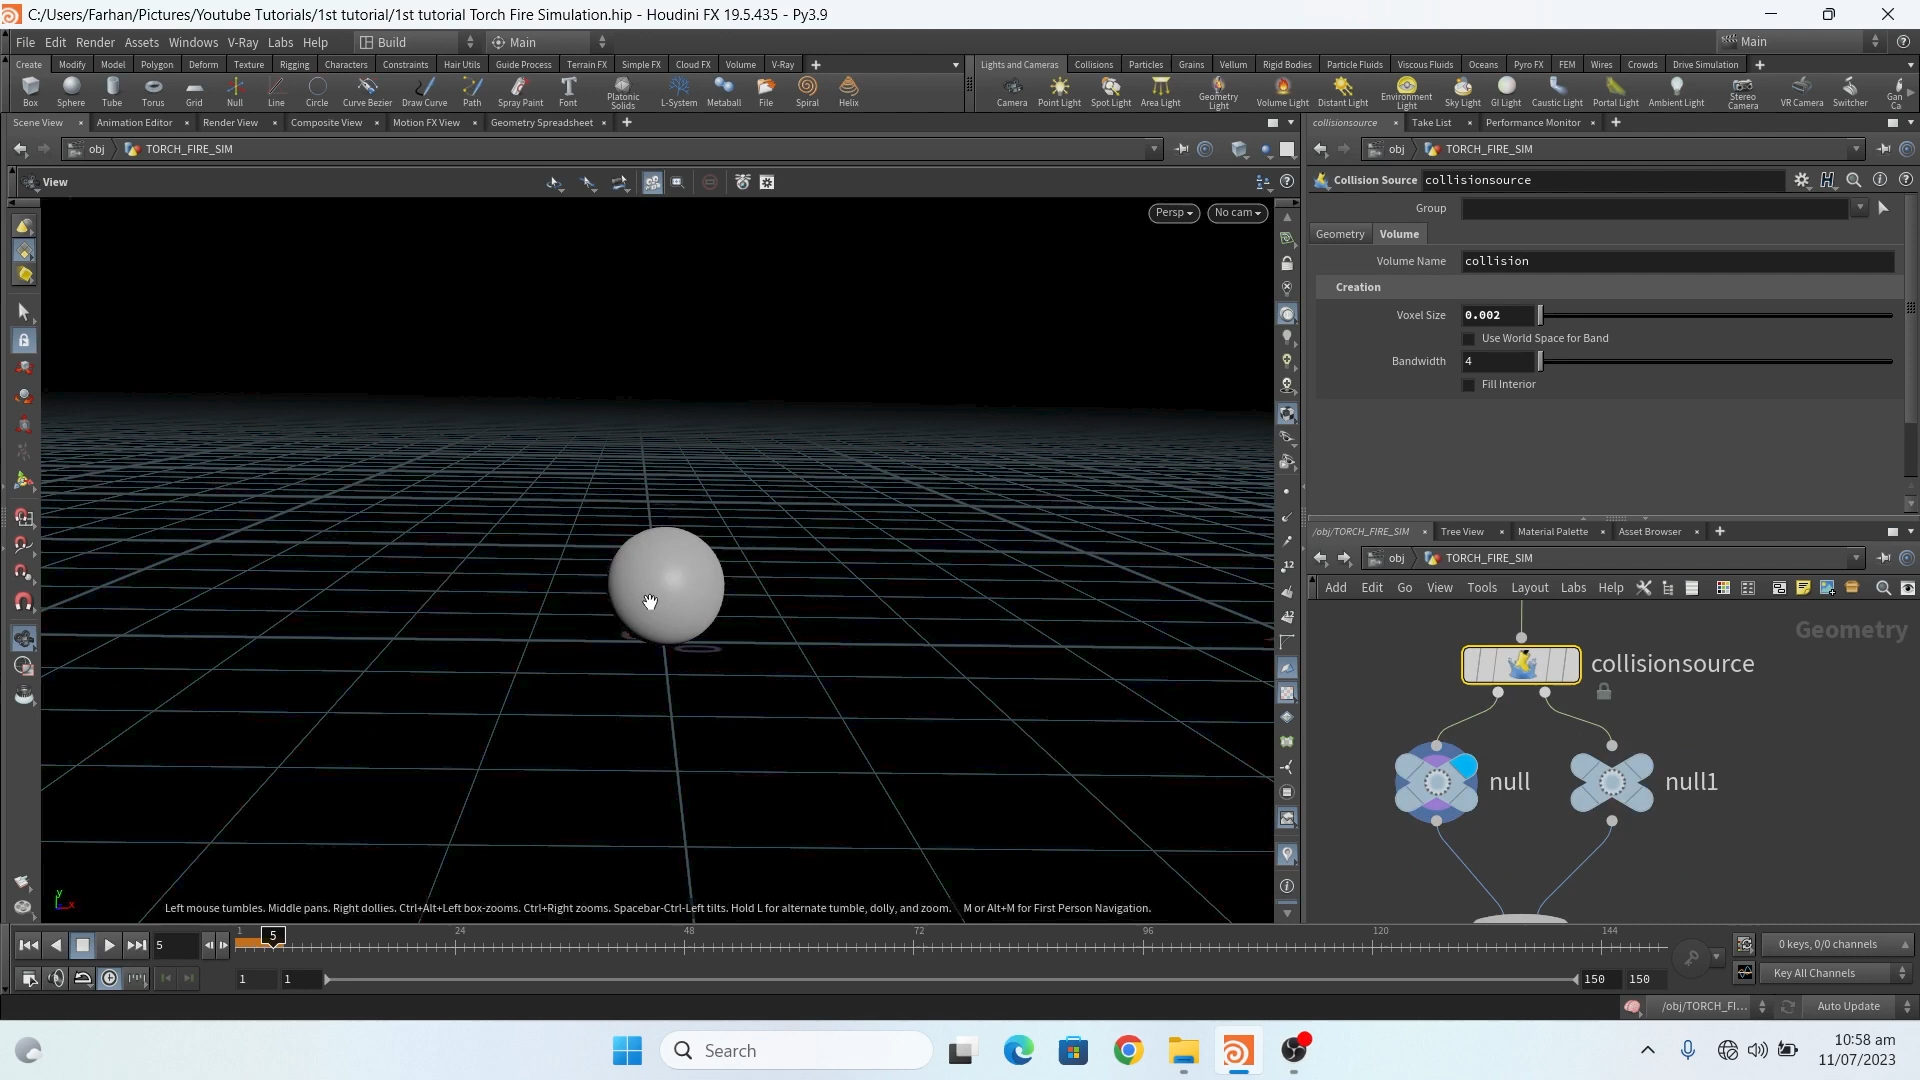 C:/Users/Farhan/Pictures/Youtube Tutorials/1st tutorial/1st tutorial Torch Fire Simulation.hip - Houdini FX 19.5.435 - Py3.9
File Edit Render Assets Windows V-Ray Labs Help Build Main Main
Create Modify Model Polygon Deform Texture Rigging Characters Constraints Hair Utils Guide Process Terrain FX Simple FX Cloud FX Volume V-Ray
Lights and Cameras Collisions Particles Grains Vellum Rigid Bodies Particle Fluids Viscous Fluids Oceans Pyro FX FEM Wires Crowds Drive Simulation
Box Sphere Tube Torus Grid Null Line Circle Curve Bezier Draw Curve Path Spray Paint Font Platonic Solids L-System Metaball File Spiral Helix
Camera Point Light Spot Light Area Light Geometry Light Volume Light Distant Light Environment Light Sky Light GI Light Caustic Light Portal Light Ambient Light Stereo Camera VR Camera Switcher Gan Ca
Scene View Animation Editor Render View Composite View Motion FX View Geometry Spreadsheet
collisionsource Take List Performance Monitor
obj TORCH_FIRE_SIM
obj TORCH_FIRE_SIM
View
Collision Source collisionsource
Persp No cam
Group
Geometry Volume
Volume Name collision
Creation
Voxel Size 0.002
Use World Space for Band
Bandwidth 4
Fill Interior
/obj/TORCH_FIRE_SIM Tree View Material Palette Asset Browser
obj TORCH_FIRE_SIM
Add Edit Go View Tools Layout Labs Help
Geometry
collisionsource
null null1
Left mouse tumbles. Middle pans. Right dollies. Ctrl+Alt+Left box-zooms. Ctrl+Right zooms. Spacebar-Ctrl-Left tilts. Hold L for alternate tumble, dolly, and zoom. M or Alt+M for First Person Navigation.
y
x
5 1 5 24 48 72 96 120 144
0 keys, 0/0 channels
1 1 150 150
Key All Channels
/obj/TORCH_FI... Auto Update
Search
10:58 am
11/07/2023